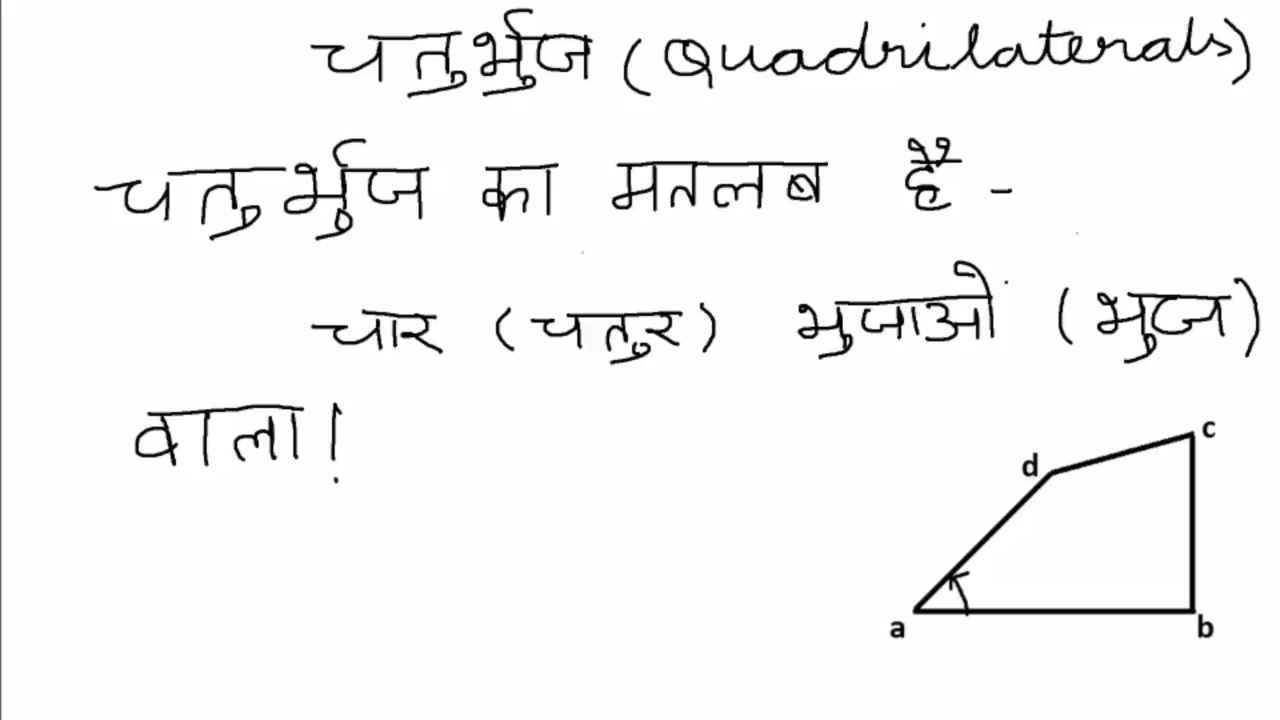 चतुर्भुज (Quadrilaterals)
चतुर्भुज का मतलब है -
चार (चतुर) भुजाओ (भुज)
वाला!
c
d
a
b